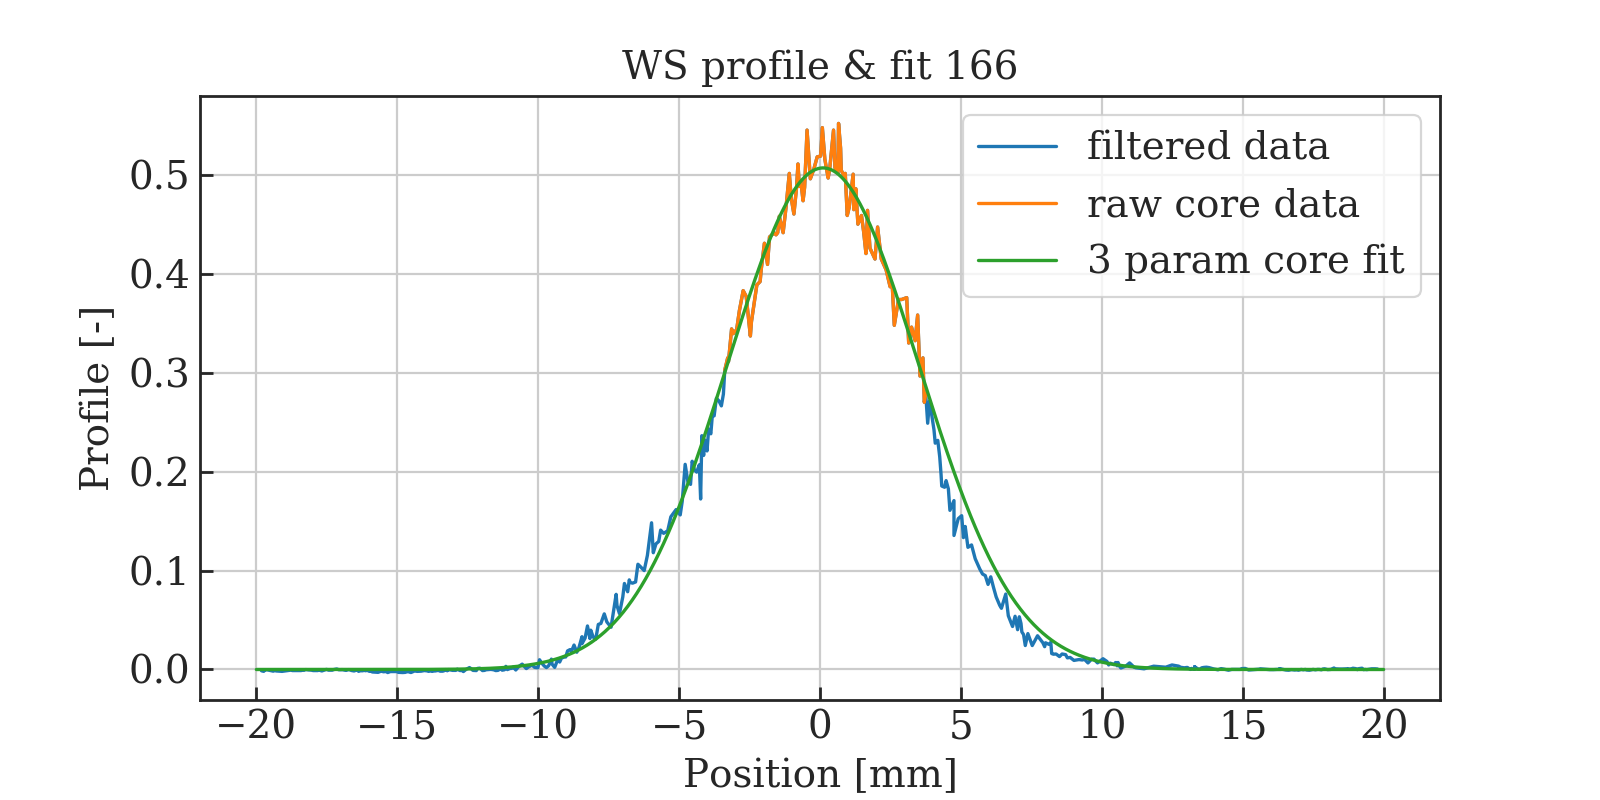 WS profile & fit 166
filtered data
raw core data
3 param core fit
Profile [-]
0.5
0.4
0.3
0.2
0.1
0.0
−20 −15 −10 −5 0 5 10 15 20
Position [mm]